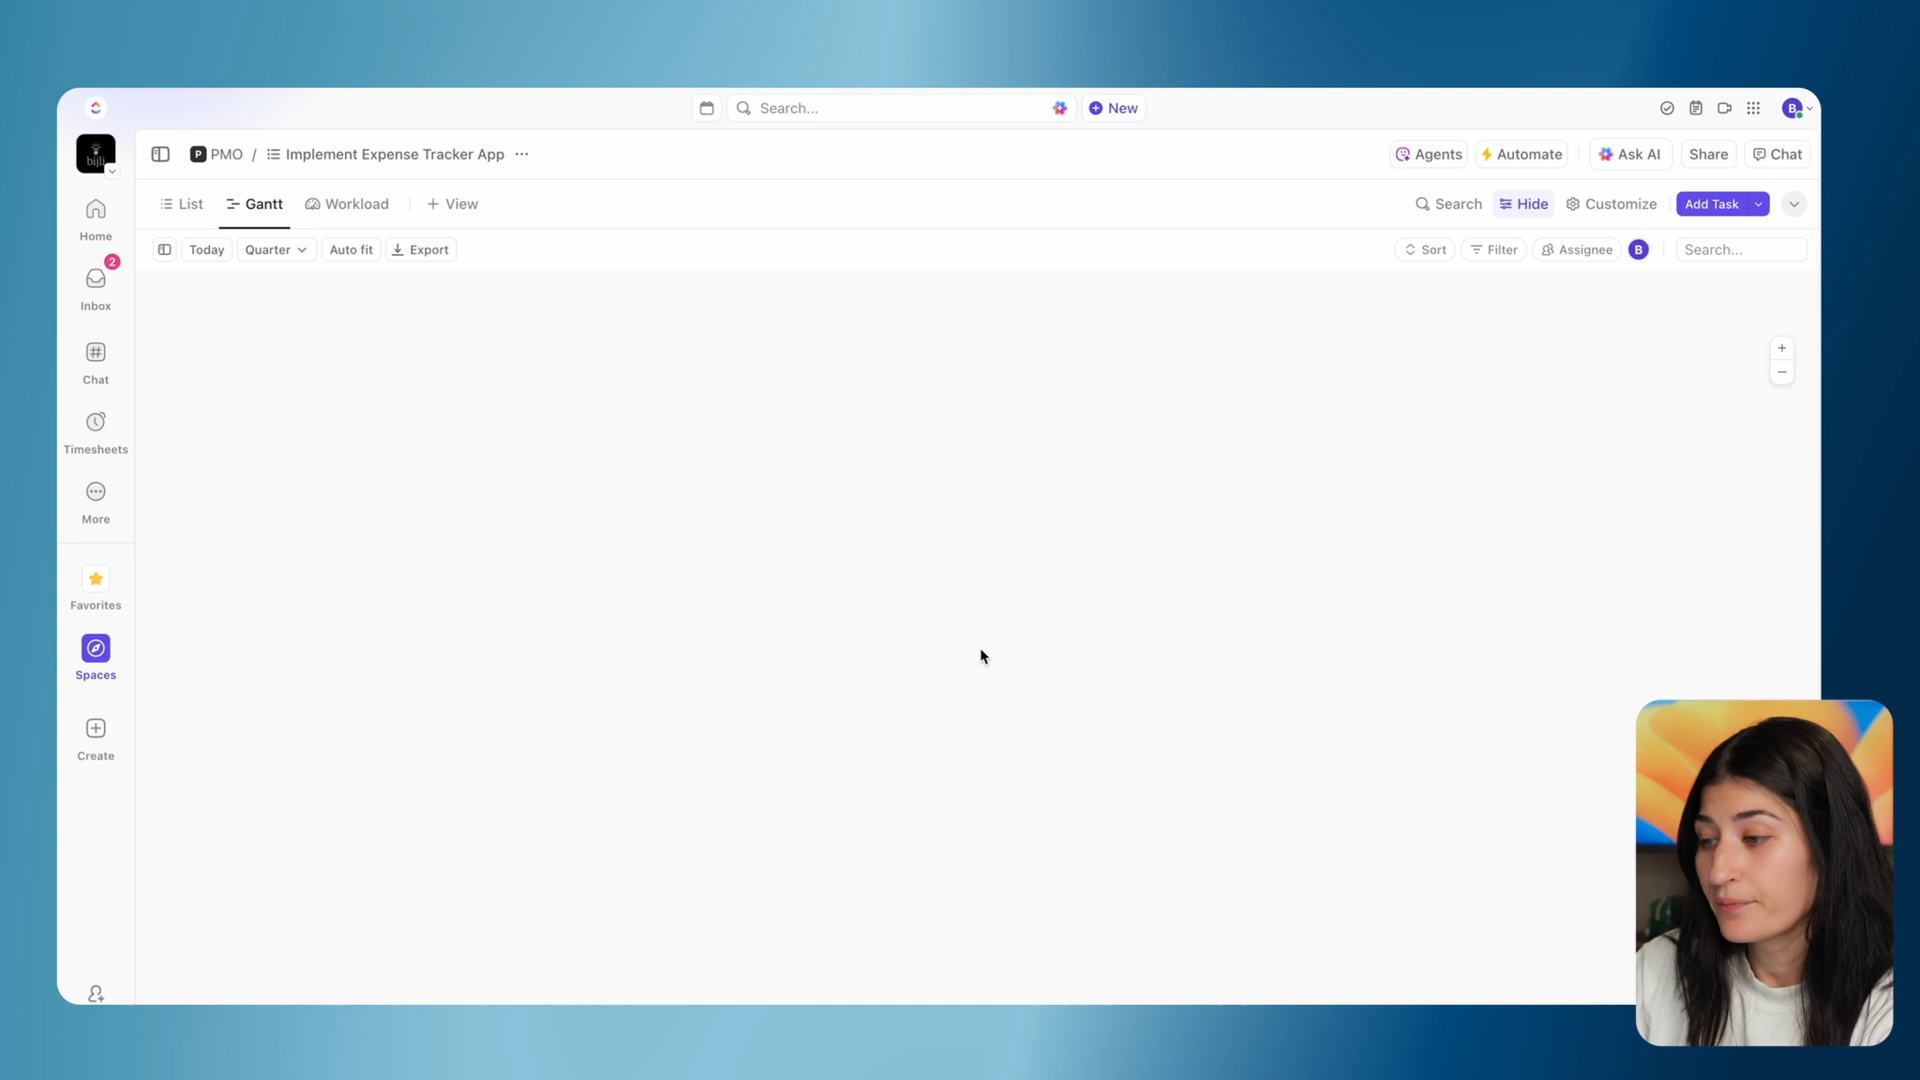 Search...
New
B
bijli
P PMO / Implement Expense Tracker App ...
Agents
Automate
Ask AI
Share
Chat
List
Gantt
Workload
+ View
Search
Hide
Customize
Add Task
Today
Quarter
Auto fit
Export
Sort
Filter
Assignee
B
Search...
Home
2
Inbox
Chat
Timesheets
More
Favorites
Spaces
Create
+
−